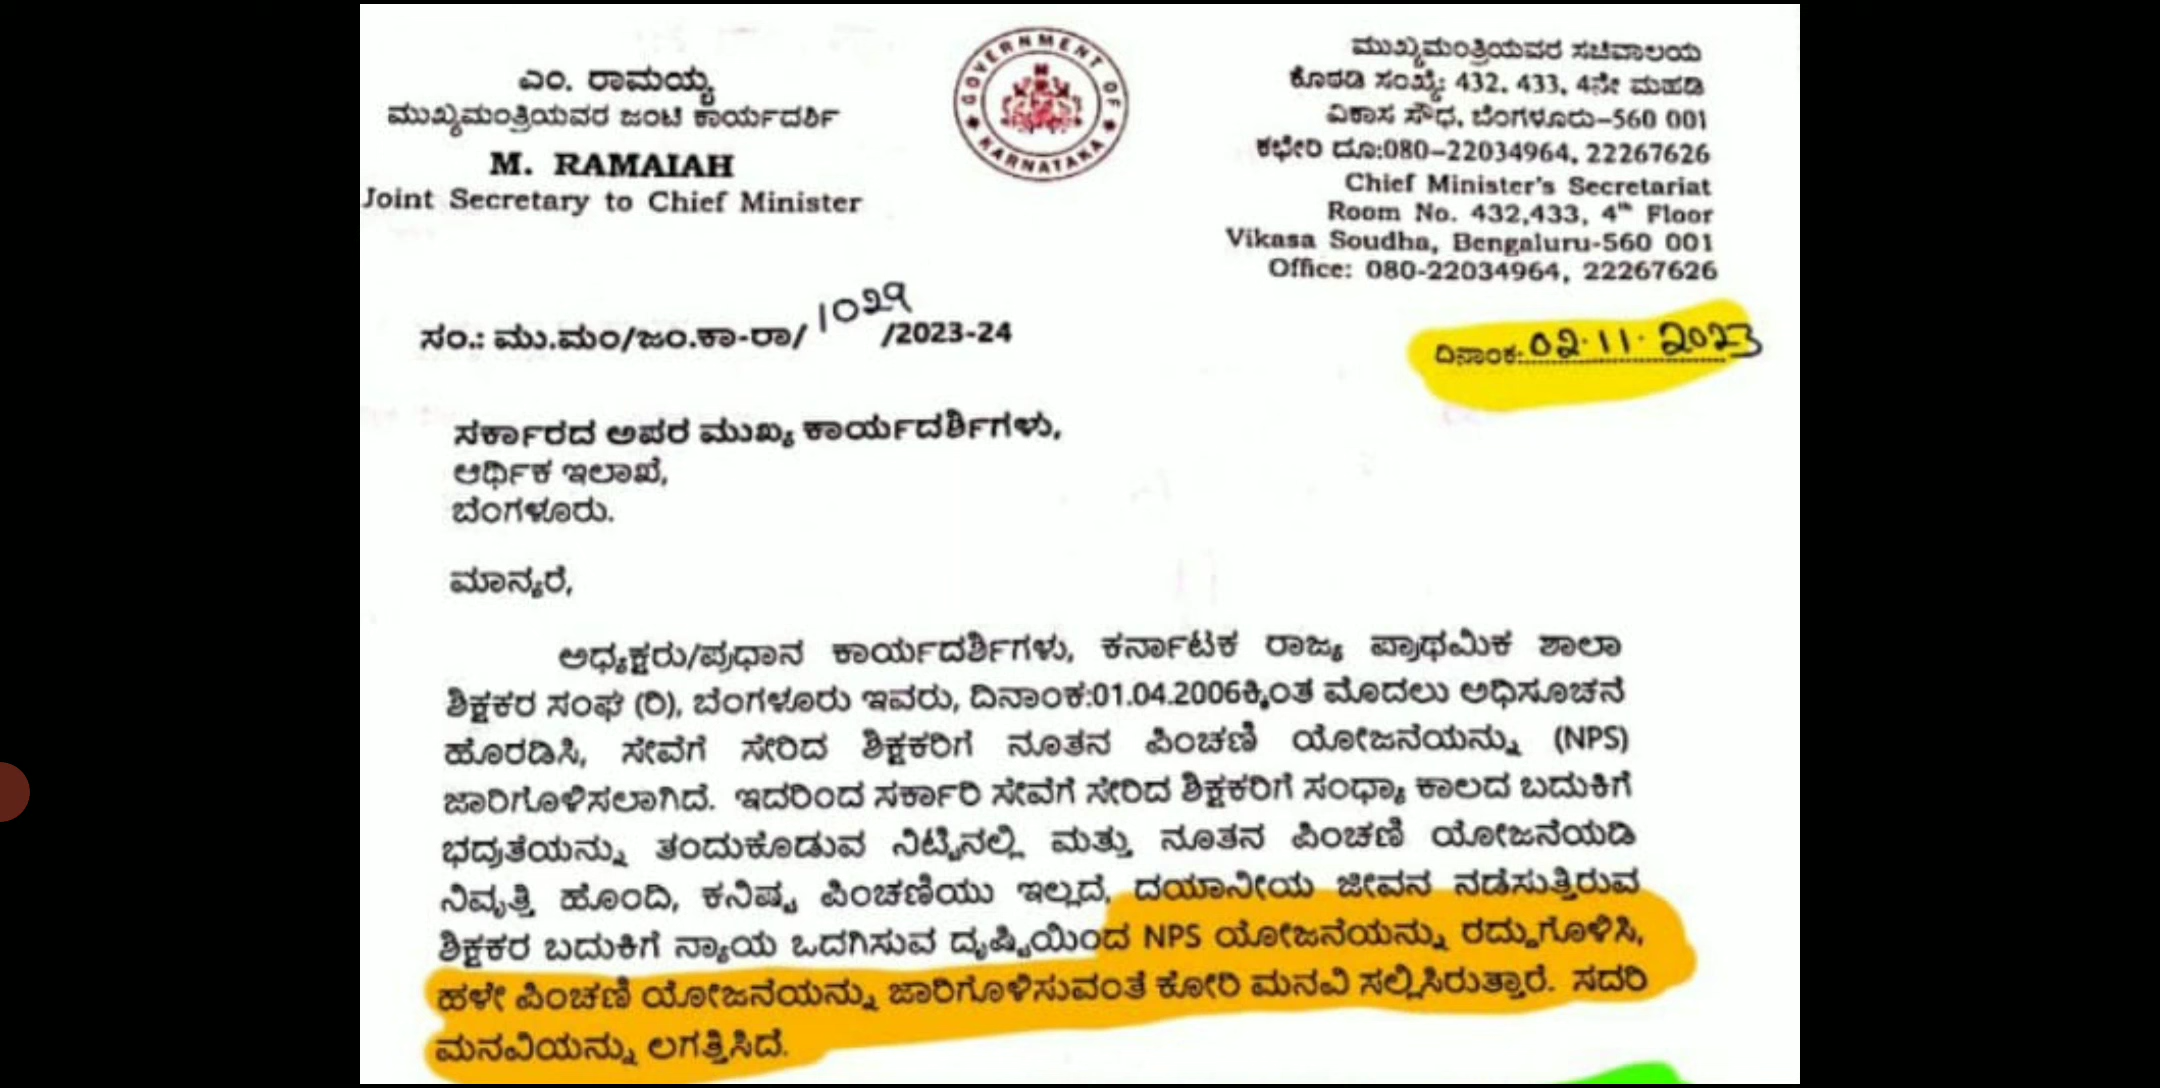 ಎಂ. ರಾಮಯ್ಯ
ಮುಖ್ಯಮಂತ್ರಿಯವರ ಜಂಟಿ ಕಾರ್ಯದರ್ಶಿ
M. RAMAIAH
Joint Secretary to Chief Minister
GOVERNMENT OF
KARNATAKA
ಮುಖ್ಯಮಂತ್ರಿಯವರ ಸಚಿವಾಲಯ
ಕೊಠಡಿ ಸಂಖ್ಯೆ: 432, 433, 4ನೇ ಮಹಡಿ
ವಿಕಾಸ ಸೌಧ, ಬೆಂಗಳೂರು–560 001
ಕಛೇರಿ ದೂ:080–22034964, 22267626
Chief Minister's Secretariat
Room No. 432,433, 4th Floor
Vikasa Soudha, Bengaluru-560 001
Office: 080-22034964, 22267626
ಸಂ.: ಮು.ಮಂ/ಜಂ.ಕಾ-ರಾ/1029/2023-24
ದಿನಾಂಕ: 02.11.2023
ಸರ್ಕಾರದ ಅಪರ ಮುಖ್ಯ ಕಾರ್ಯದರ್ಶಿಗಳು,
ಆರ್ಥಿಕ ಇಲಾಖೆ,
ಬೆಂಗಳೂರು.
ಮಾನ್ಯರೆ,
ಅಧ್ಯಕ್ಷರು/ಪ್ರಧಾನ ಕಾರ್ಯದರ್ಶಿಗಳು, ಕರ್ನಾಟಕ ರಾಜ್ಯ ಪ್ರಾಥಮಿಕ ಶಾಲಾ
ಶಿಕ್ಷಕರ ಸಂಘ (ರಿ), ಬೆಂಗಳೂರು ಇವರು, ದಿನಾಂಕ:01.04.2006ಕ್ಕಿಂತ ಮೊದಲು ಅಧಿಸೂಚನೆ
ಹೊರಡಿಸಿ, ಸೇವೆಗೆ ಸೇರಿದ ಶಿಕ್ಷಕರಿಗೆ ನೂತನ ಪಿಂಚಣಿ ಯೋಜನೆಯನ್ನು (NPS)
ಜಾರಿಗೊಳಿಸಲಾಗಿದೆ. ಇದರಿಂದ ಸರ್ಕಾರಿ ಸೇವೆಗೆ ಸೇರಿದ ಶಿಕ್ಷಕರಿಗೆ ಸಂಧ್ಯಾ ಕಾಲದ ಬದುಕಿಗೆ
ಭದ್ರತೆಯನ್ನು ತಂದುಕೊಡುವ ನಿಟ್ಟಿನಲ್ಲಿ ಮತ್ತು ನೂತನ ಪಿಂಚಣಿ ಯೋಜನೆಯಡಿ
ನಿವೃತ್ತಿ ಹೊಂದಿ, ಕನಿಷ್ಟ ಪಿಂಚಣಿಯು ಇಲ್ಲದೆ, ದಯಾನೀಯ ಜೀವನ ನಡೆಸುತ್ತಿರುವ
ಶಿಕ್ಷಕರ ಬದುಕಿಗೆ ನ್ಯಾಯ ಒದಗಿಸುವ ದೃಷ್ಟಿಯಿಂದ NPS ಯೋಜನೆಯನ್ನು ರದ್ದುಗೊಳಿಸಿ,
ಹಳೇ ಪಿಂಚಣಿ ಯೋಜನೆಯನ್ನು ಜಾರಿಗೊಳಿಸುವಂತೆ ಕೋರಿ ಮನವಿ ಸಲ್ಲಿಸಿರುತ್ತಾರೆ. ಸದರಿ
ಮನವಿಯನ್ನು ಲಗತ್ತಿಸಿದೆ.